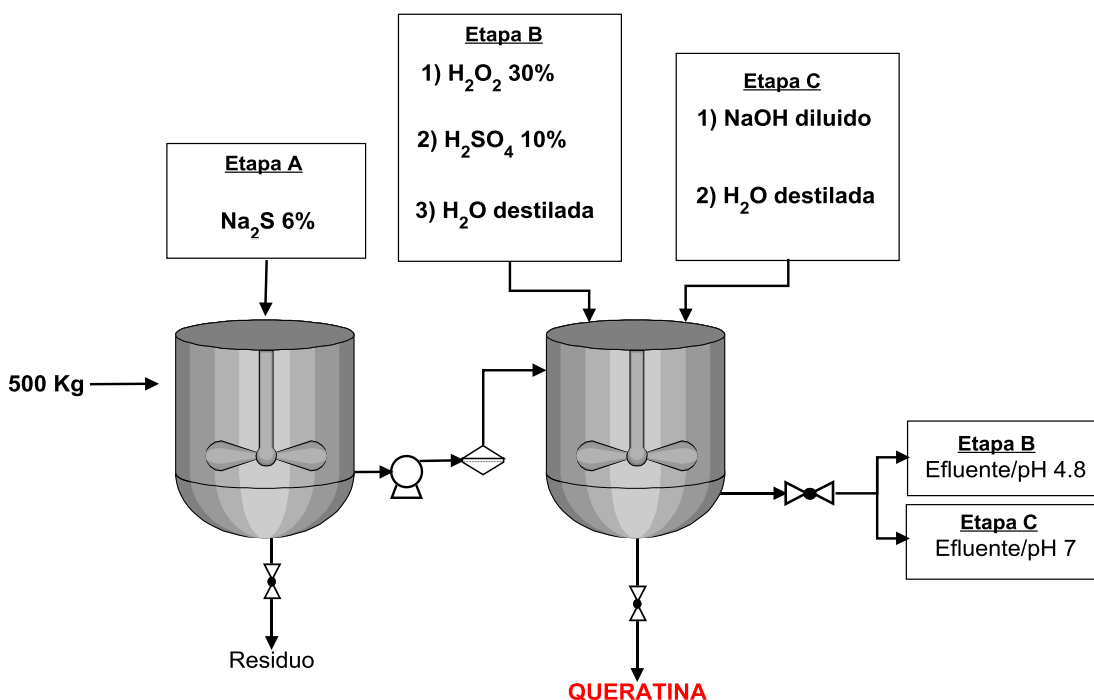 Etapa B
1) H₂O₂ 30%
2) H₂SO₄ 10%
3) H₂O destilada
Etapa C
1) NaOH diluido
2) H₂O destilada
Etapa A
Na₂S 6%
500 Kg
Etapa B
Efluente/pH 4.8
Etapa C
Efluente/pH 7
Residuo
QUERATINA